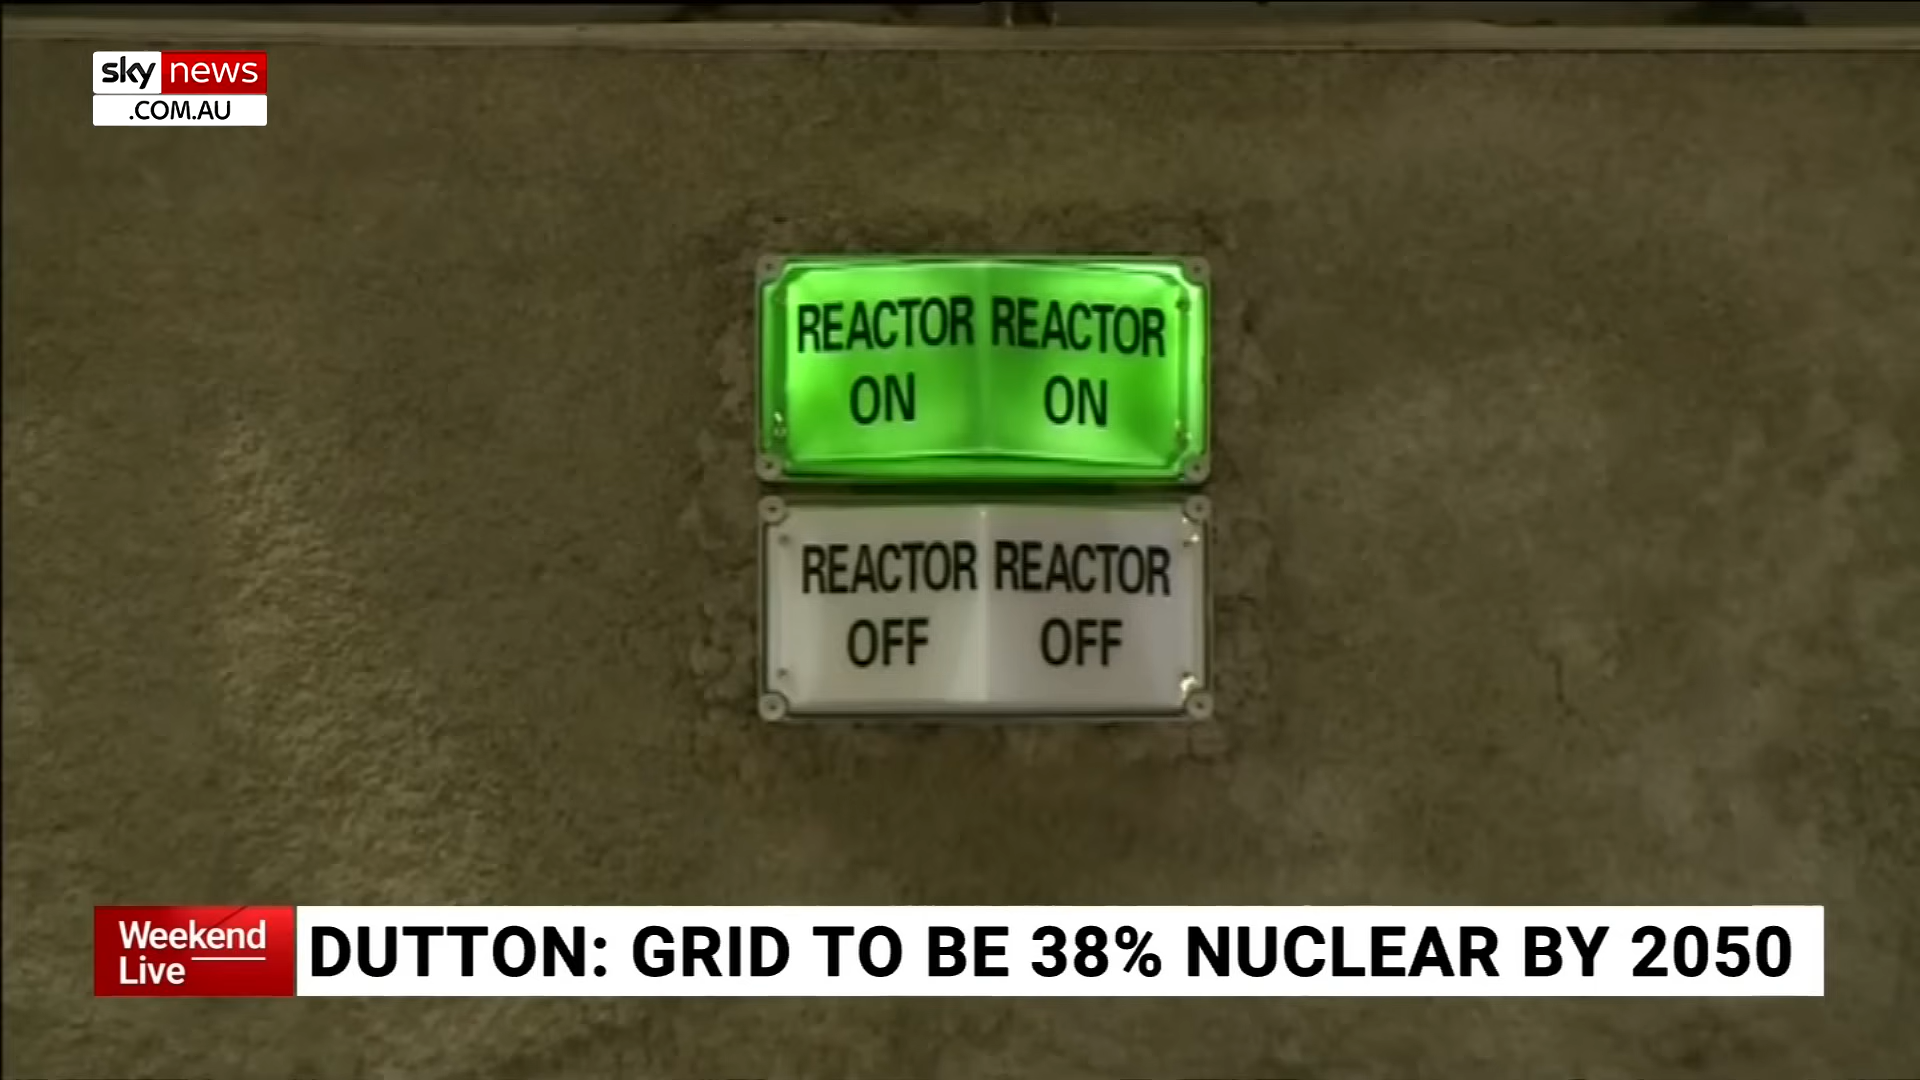 sky news
.COM.AU
REACTOR REACTOR
ON ON
REACTOR REACTOR
OFF OFF
Weekend
Live
DUTTON: GRID TO BE 38% NUCLEAR BY 2050